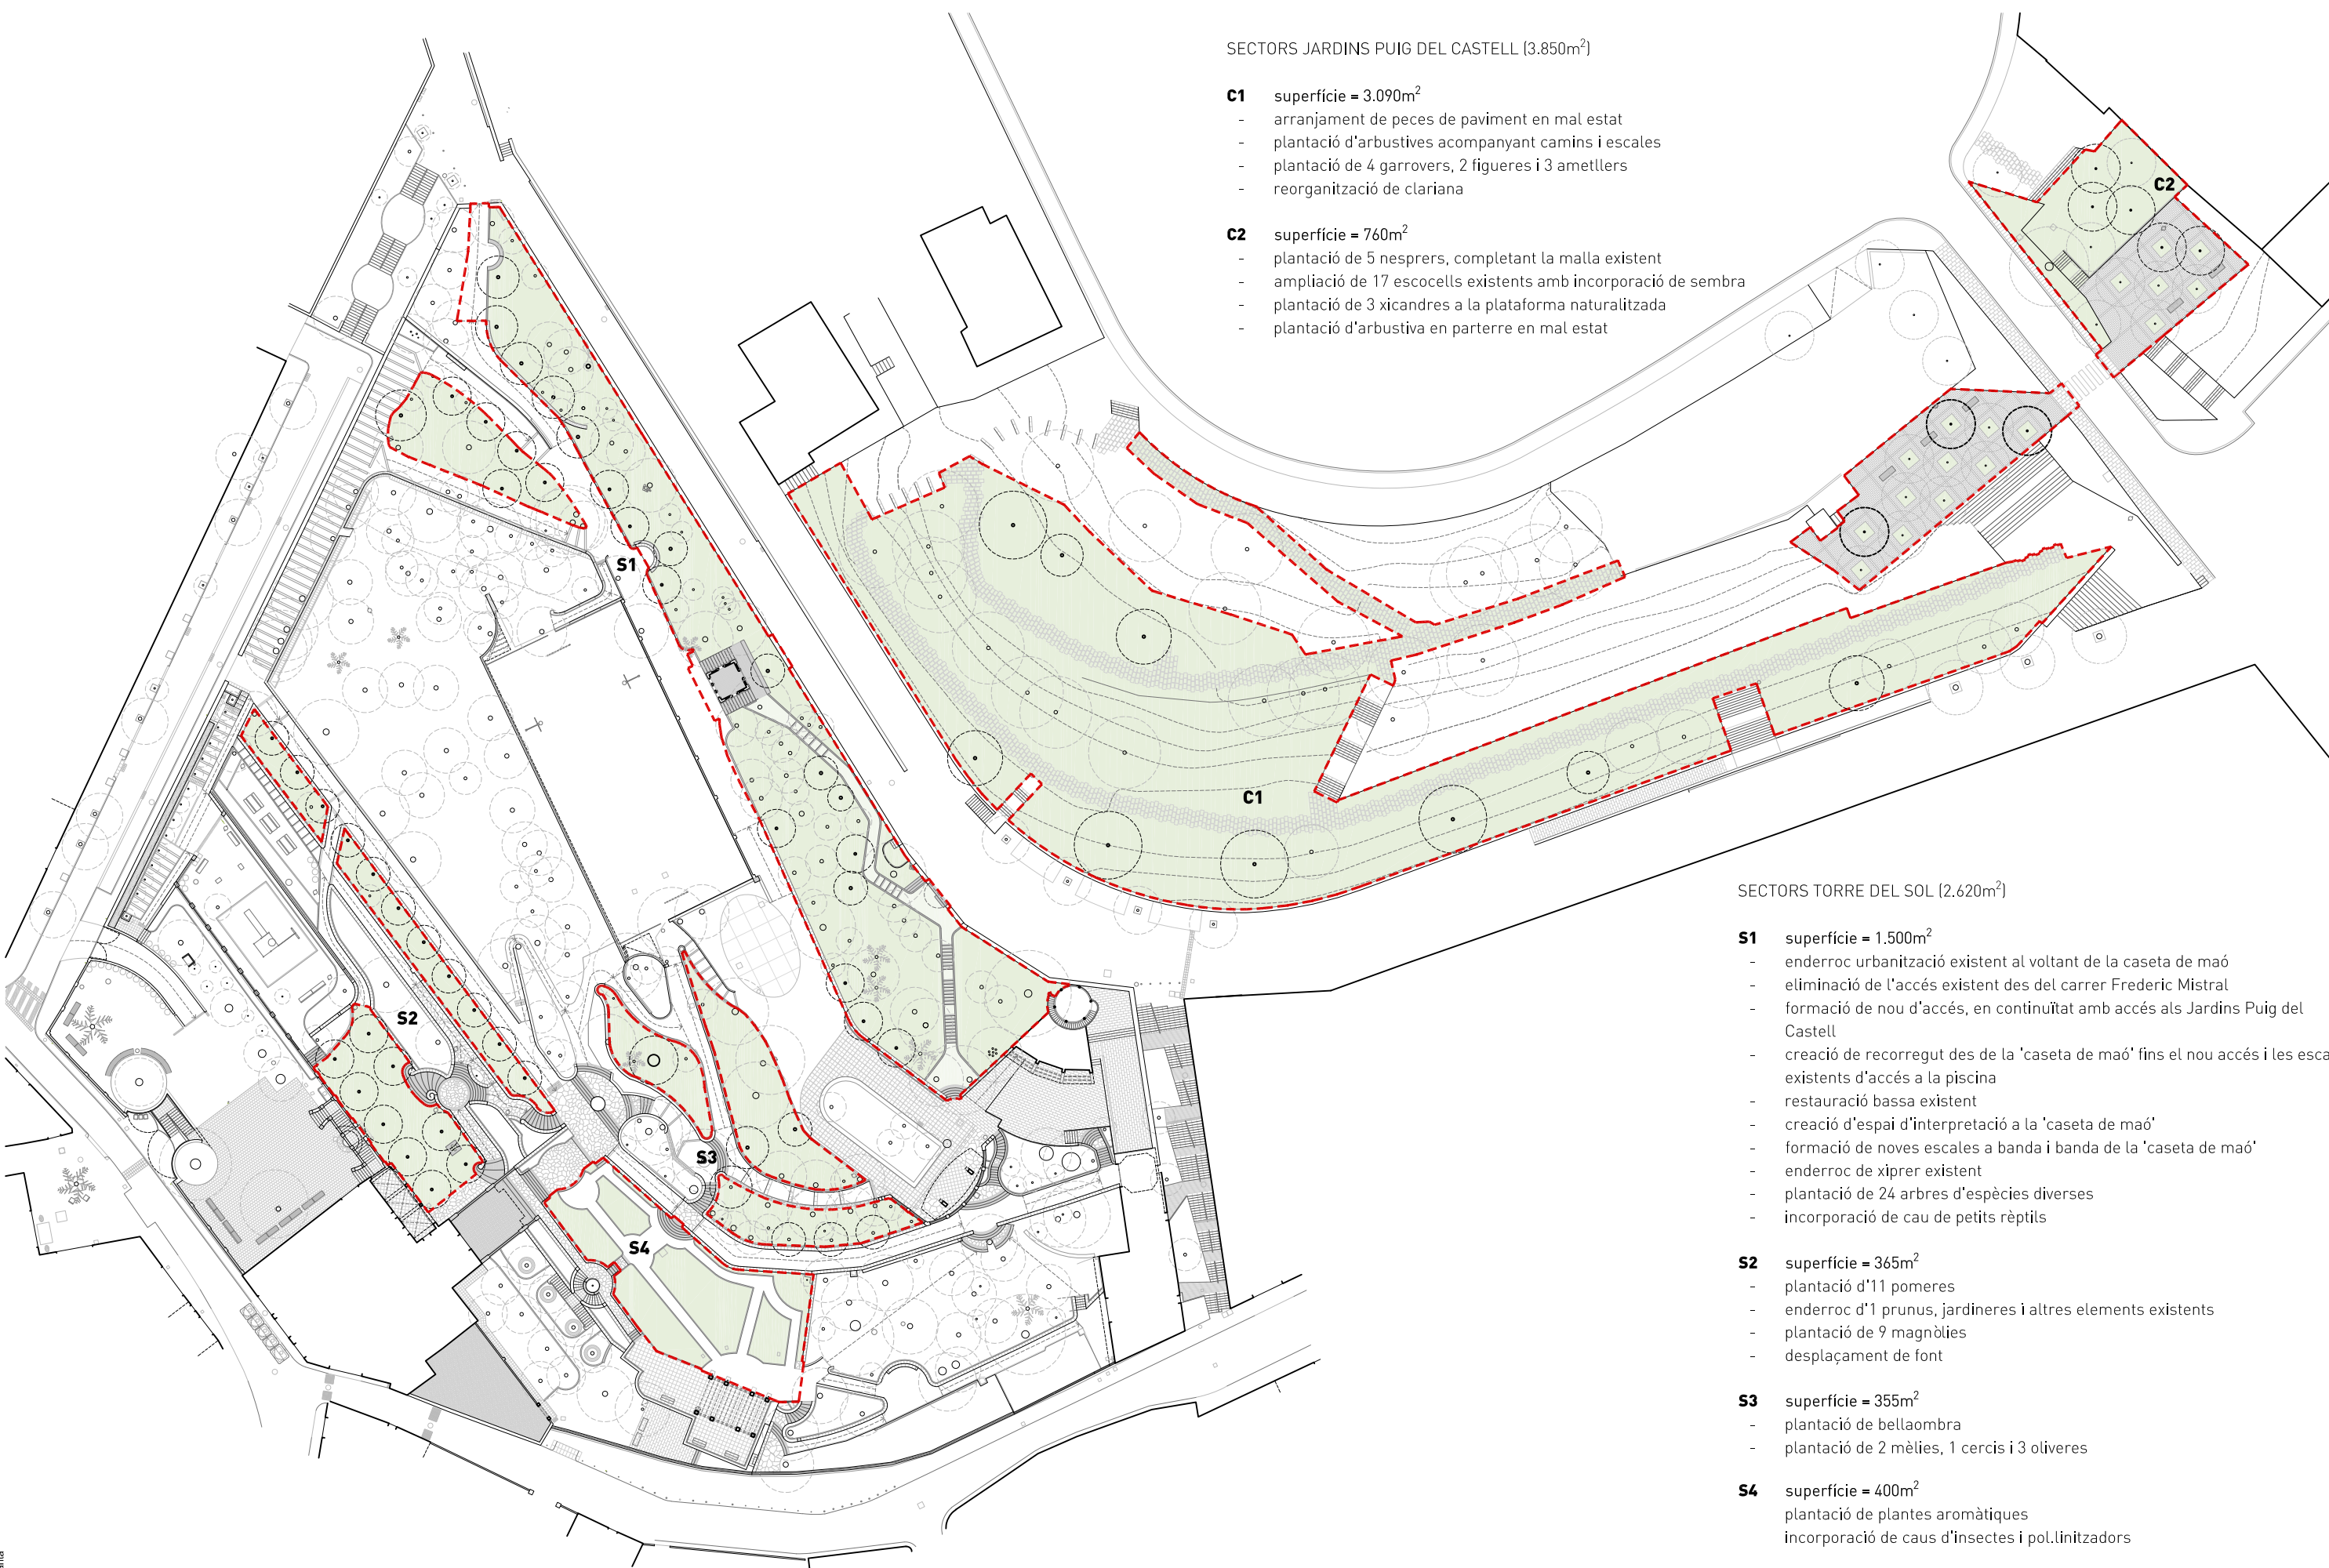 SECTORS JARDINS PUIG DEL CASTELL (3.850m²)
C1 superfície = 3.090m²
- arranjament de peces de paviment en mal estat
- plantació d'arbustives acompanyant camins i escales
- plantació de 4 garrovers, 2 figueres i 3 ametllers
- reorganització de clariana
C2 superfície = 760m²
- plantació de 5 nesprers, completant la malla existent
- ampliació de 17 escocells existents amb incorporació de sembra
- plantació de 3 xicandres a la plataforma naturalitzada
- plantació d'arbustiva en parterre en mal estat
C2
S1
C1
S2
S3
S4
SECTORS TORRE DEL SOL (2.620m²)
S1 superfície = 1.500m²
- enderroc urbanització existent al voltant de la caseta de maó
- eliminació de l'accés existent des del carrer Frederic Mistral
- formació de nou d'accés, en continuïtat amb accés als Jardins Puig del
Castell
- creació de recorregut des de la 'caseta de maó' fins el nou accés i les esca
existents d'accés a la piscina
- restauració bassa existent
- creació d'espai d'interpretació a la 'caseta de maó'
- formació de noves escales a banda i banda de la 'caseta de maó'
- enderroc de xiprer existent
- plantació de 24 arbres d'espècies diverses
- incorporació de cau de petits rèptils
S2 superfície = 365m²
- plantació d'11 pomeres
- enderroc d'1 prunus, jardineres i altres elements existents
- plantació de 9 magnòlies
- desplaçament de font
S3 superfície = 355m²
- plantació de bellaombra
- plantació de 2 mèlies, 1 cercis i 3 oliveres
S4 superfície = 400m²
plantació de plantes aromàtiques
incorporació de caus d'insectes i pol.linitzadors